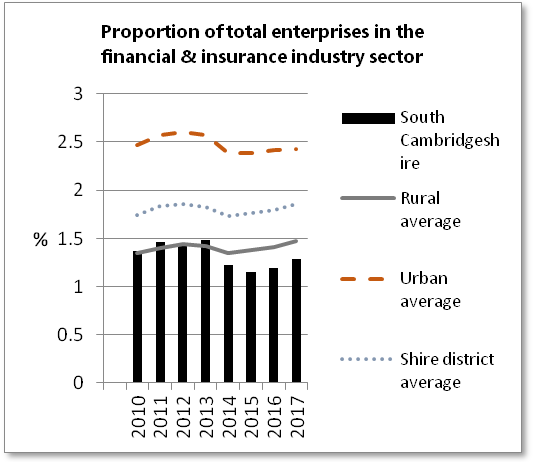 Proportion of total enterprises in the
financial & insurance industry sector
3
2.5
2
1.5
1
0.5
0
%
2010
2011
2012
2013
2014
2015
2016
2017
South
Cambridgesh
ire
Rural
average
Urban
average
Shire district
average